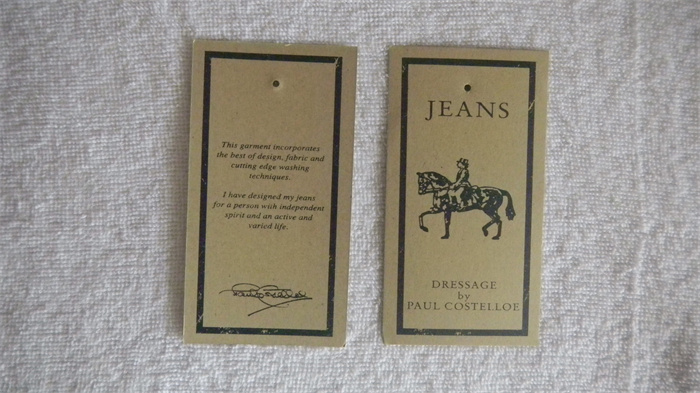 This garment incorporates
the best of design, fabric and
cutting edge washing
techniques.
I have designed my jeans
for a person with independent
spirit and an active and
varied life.
JEANS
DRESSAGE
by
PAUL COSTELLOE